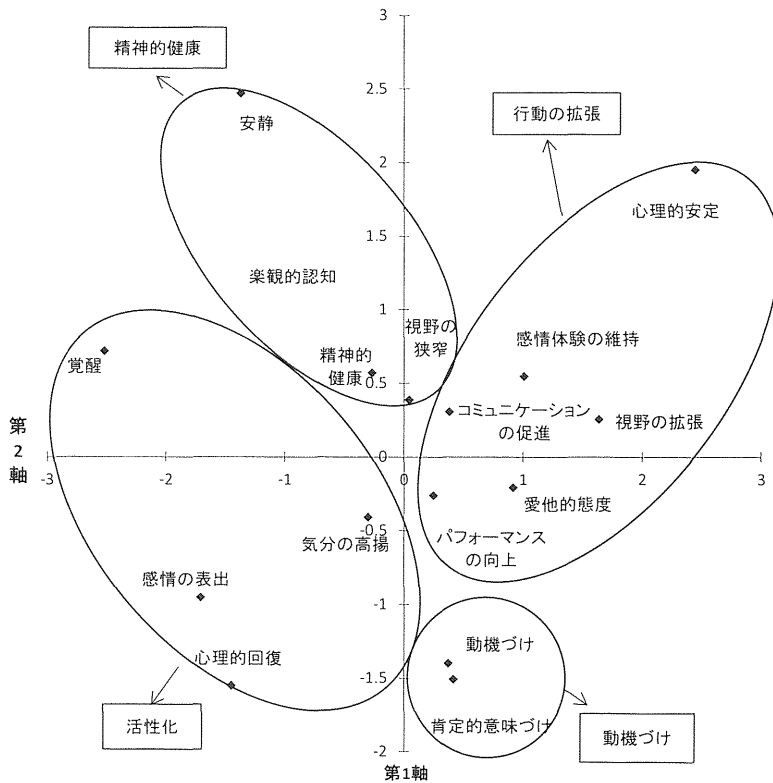 3
精神的健康
2.5
安静
行動の拡張
2
心理的安定
1.5
楽観的認知
1
視野の
狭窄
感情体験の維持
精神的
健康
覚醒
0.5
コミュニケーション
の促進
視野の拡張
第2軸
0
-3
-2
-1
0
1
2
3
愛他的態度
気分の高揚
-0.5
パフォーマンス
の向上
感情の表出
-1
心理的回復
動機づけ
-1.5
活性化
肯定的意味づけ
動機づけ
-2
第1軸